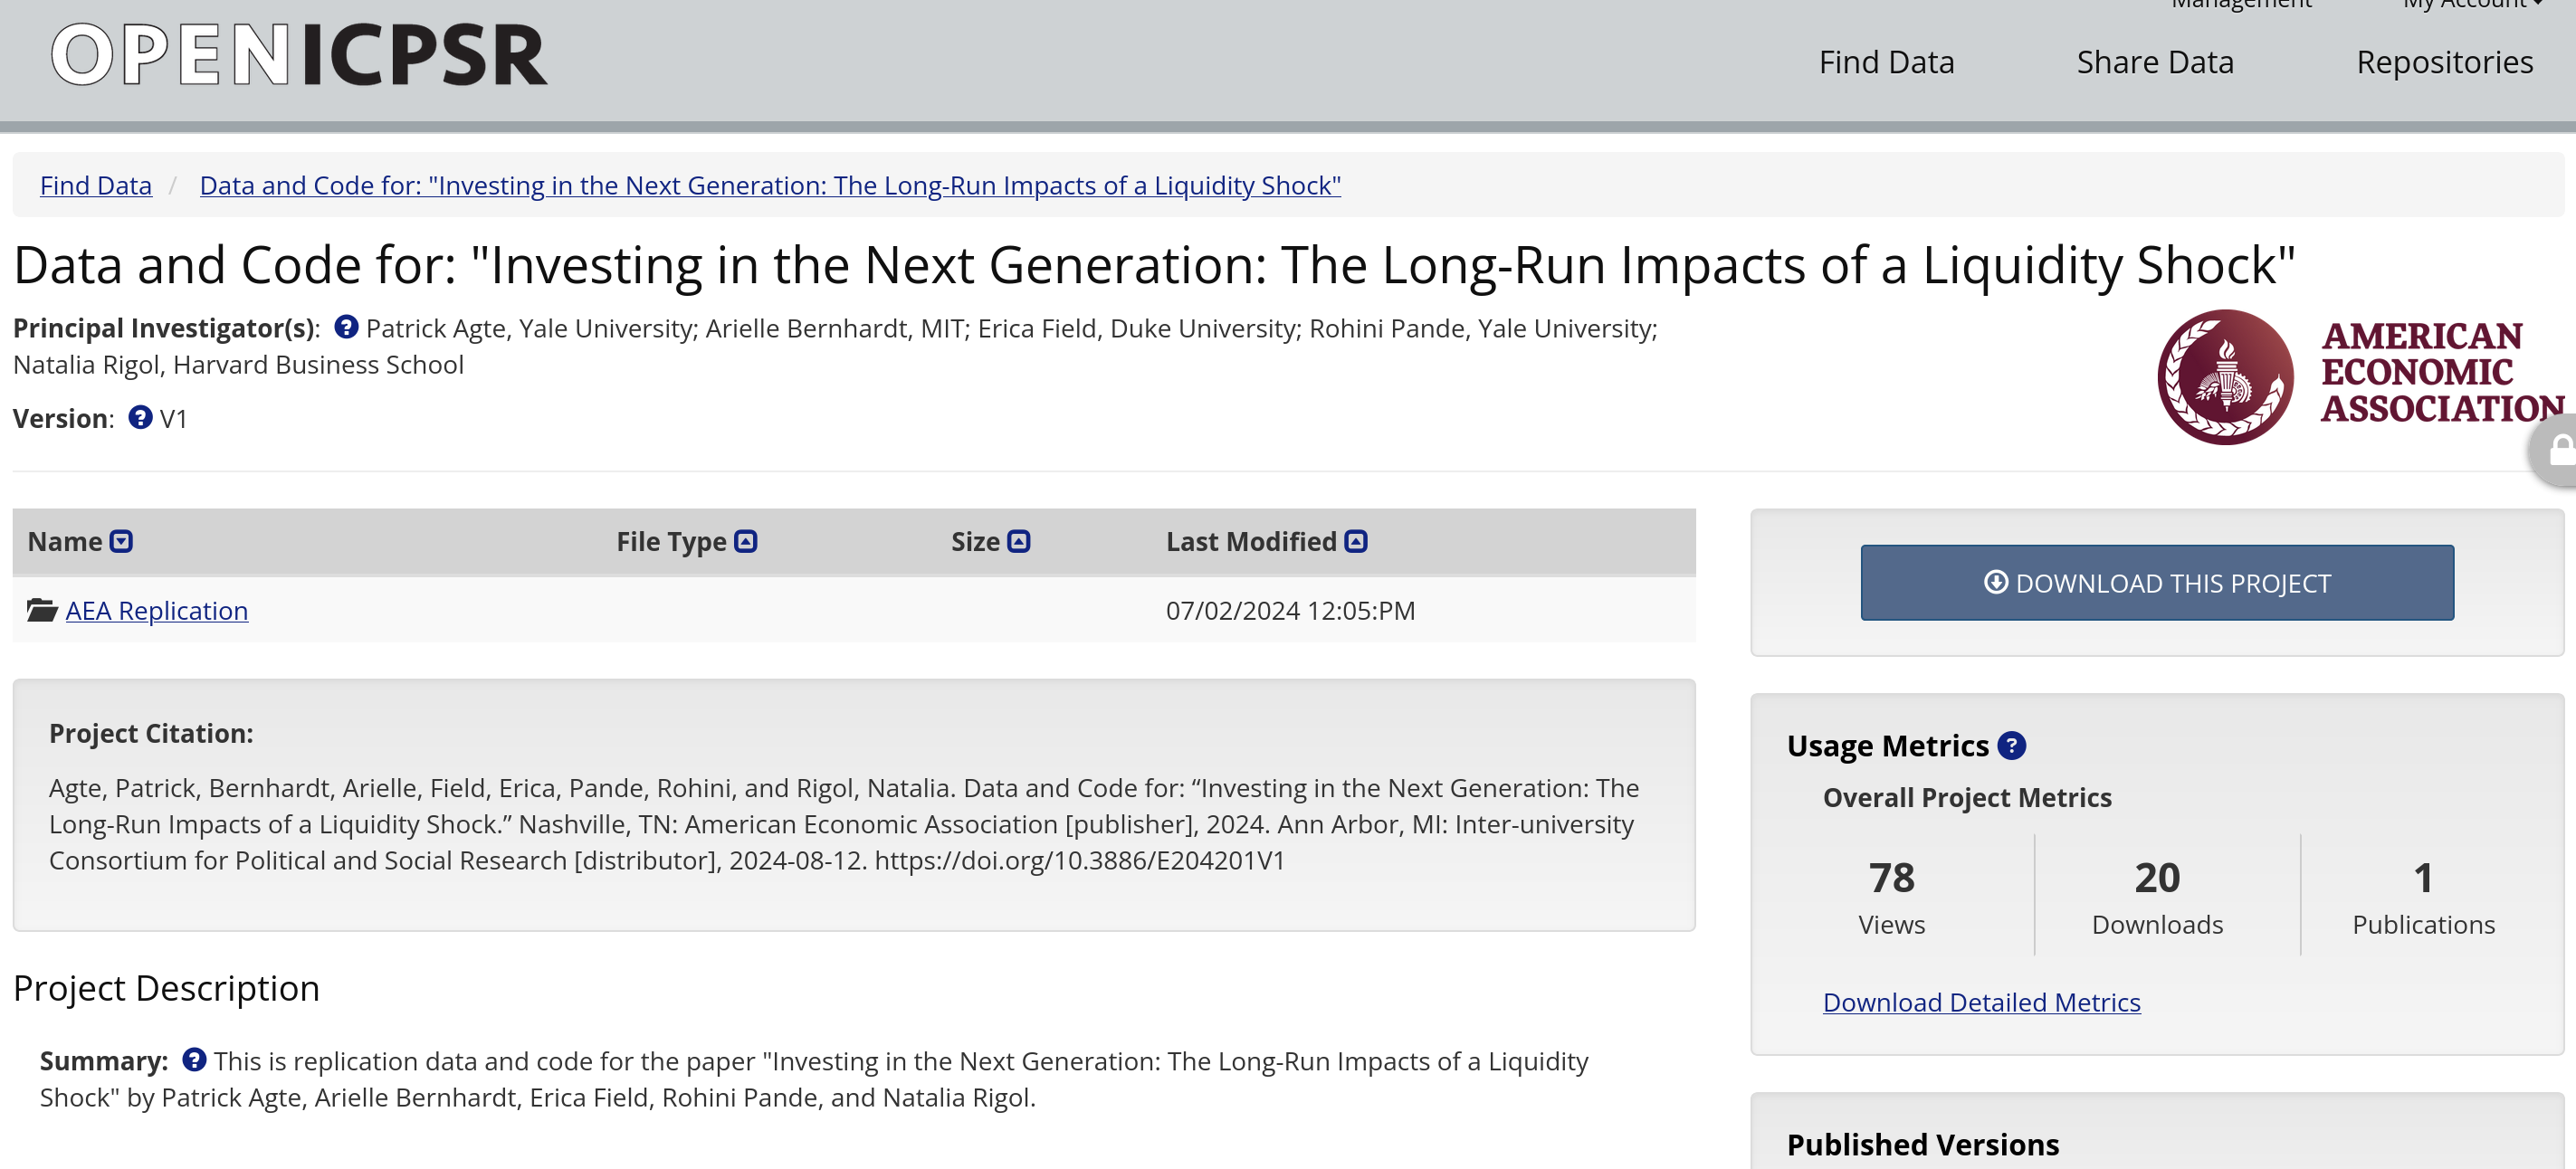 Management My Account
OPENICPSR
Find Data Share Data Repositories
Find Data / Data and Code for: "Investing in the Next Generation: The Long-Run Impacts of a Liquidity Shock"
Data and Code for: "Investing in the Next Generation: The Long-Run Impacts of a Liquidity Shock"
Principal Investigator(s): ? Patrick Agte, Yale University; Arielle Bernhardt, MIT; Erica Field, Duke University; Rohini Pande, Yale University;
Natalia Rigol, Harvard Business School
Version: ? V1
AMERICAN
ECONOMIC
ASSOCIATION
Name File Type Size Last Modified
AEA Replication 07/02/2024 12:05:PM
DOWNLOAD THIS PROJECT
Project Citation:
Agte, Patrick, Bernhardt, Arielle, Field, Erica, Pande, Rohini, and Rigol, Natalia. Data and Code for: “Investing in the Next Generation: The
Long-Run Impacts of a Liquidity Shock.” Nashville, TN: American Economic Association [publisher], 2024. Ann Arbor, MI: Inter-university
Consortium for Political and Social Research [distributor], 2024-08-12. https://doi.org/10.3886/E204201V1
Usage Metrics ?
Overall Project Metrics
78 20 1
Views Downloads Publications
Download Detailed Metrics
Project Description
Summary: ? This is replication data and code for the paper "Investing in the Next Generation: The Long-Run Impacts of a Liquidity
Shock" by Patrick Agte, Arielle Bernhardt, Erica Field, Rohini Pande, and Natalia Rigol.
Published Versions